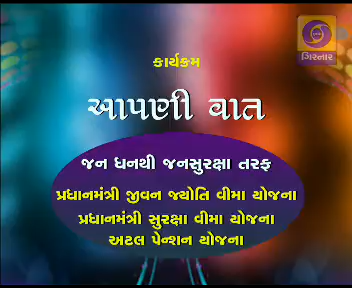 કાર્યક્રમ
ગિરનાર
આપણી વાત
જન ધનથી જનસુરક્ષા તરફ
પ્રધાનમંત્રી જીવન જ્યોતિ વીમા યોજના
પ્રધાનમંત્રી સુરક્ષા વીમા યોજના
અટલ પેન્શન યોજના